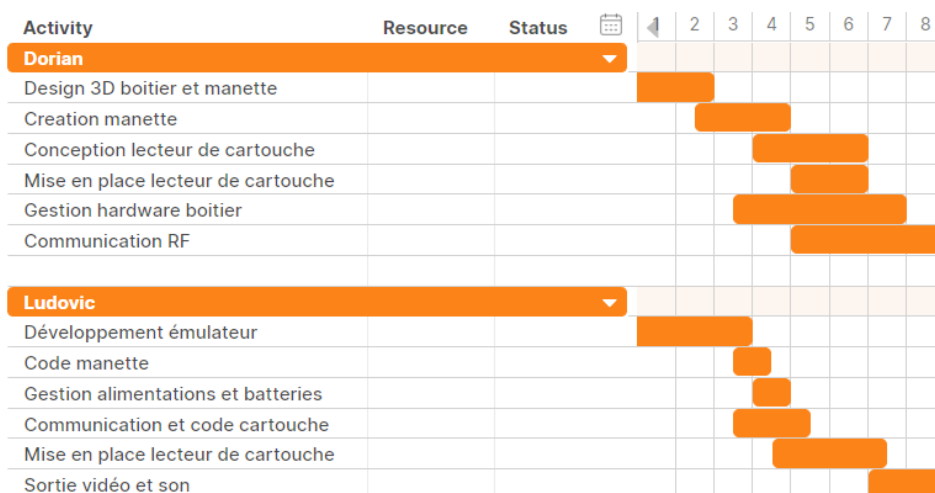 Activity Resource Status 1 2 3 4 5 6 7 8
Dorian
Design 3D boitier et manette
Creation manette
Conception lecteur de cartouche
Mise en place lecteur de cartouche
Gestion hardware boitier
Communication RF
Ludovic
Développement émulateur
Code manette
Gestion alimentations et batteries
Communication et code cartouche
Mise en place lecteur de cartouche
Sortie vidéo et son